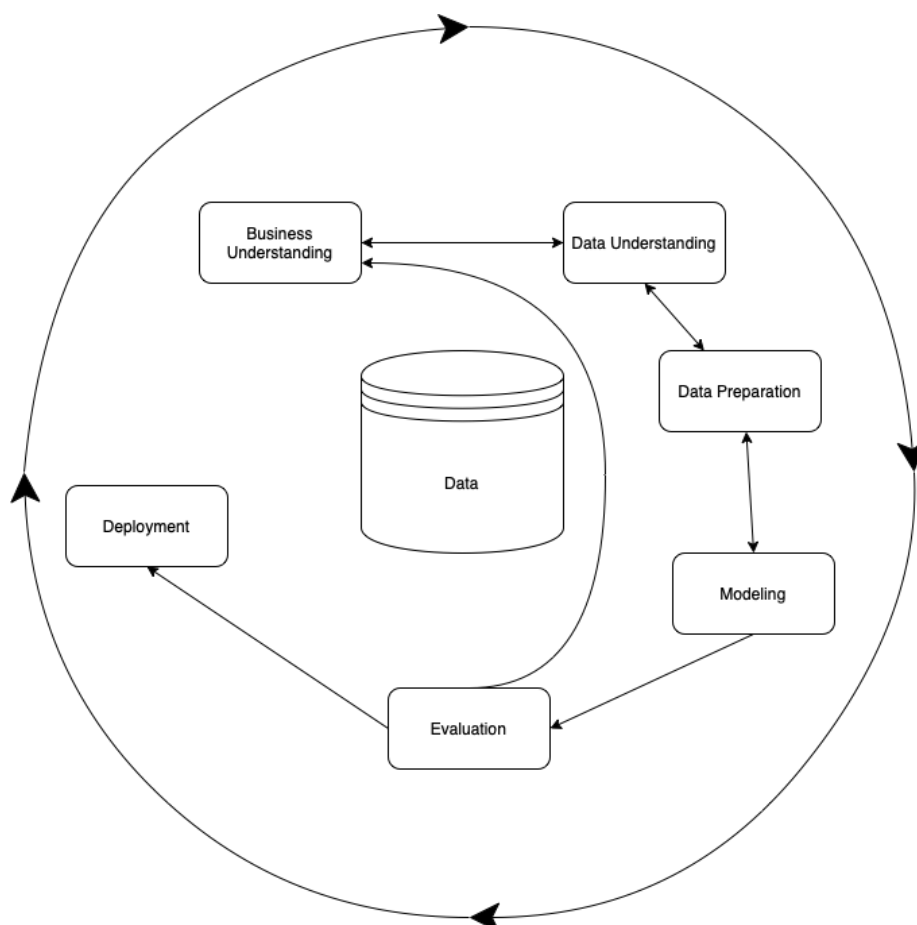 Business
Understanding
Data Understanding
Data Preparation
Data
Deployment
Modeling
Evaluation